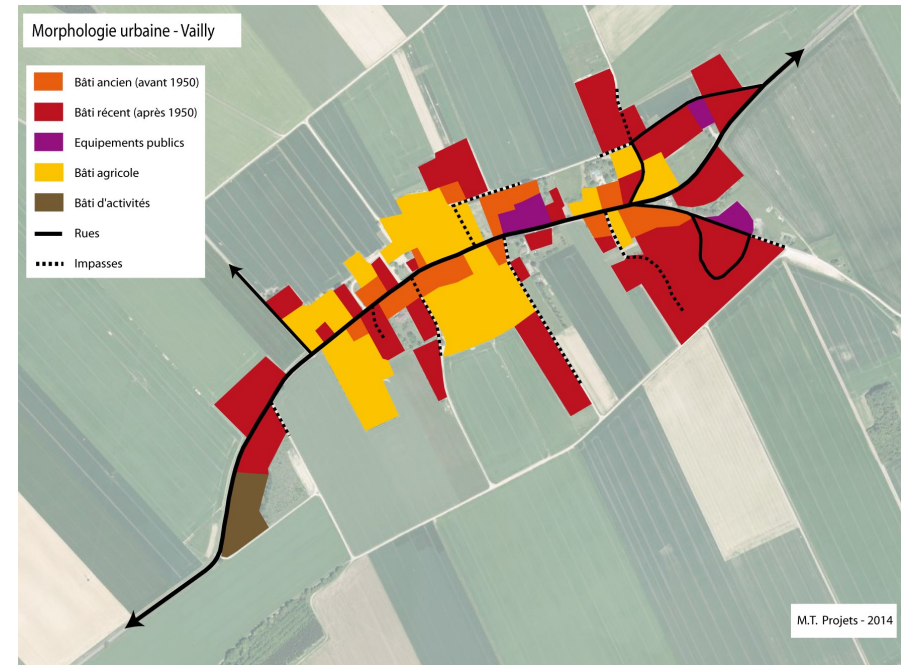 Morphologie urbaine - Vailly
Bâti ancien (avant 1950)
Bâti récent (après 1950)
Equipements publics
Bâti agricole
Bâti d'activités
Rues
Impasses
M.T. Projets - 2014